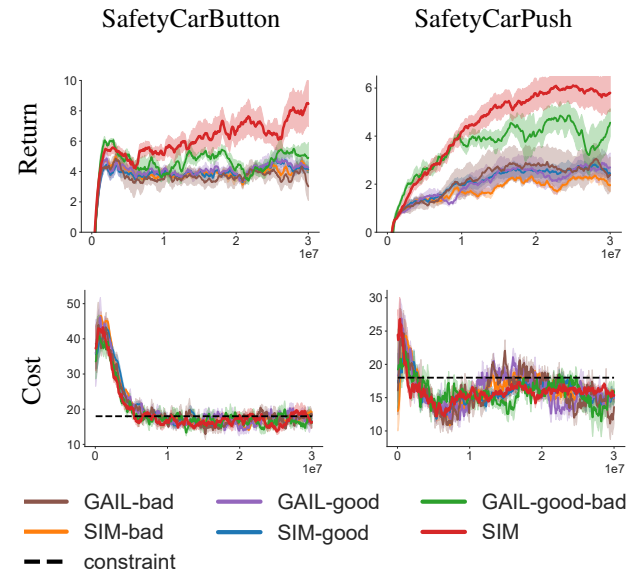 SafetyCarButton SafetyCarPush
Return
10
8
6
4
2
0
0 1 2 3
1e7
6
4
2
0
0 1 2 3
1e7
Cost
50
40
30
20
10
0 1 2 3
1e7
30
25
20
15
10
0 1 2 3
1e7
GAIL-bad GAIL-good GAIL-good-bad
SIM-bad SIM-good SIM
constraint